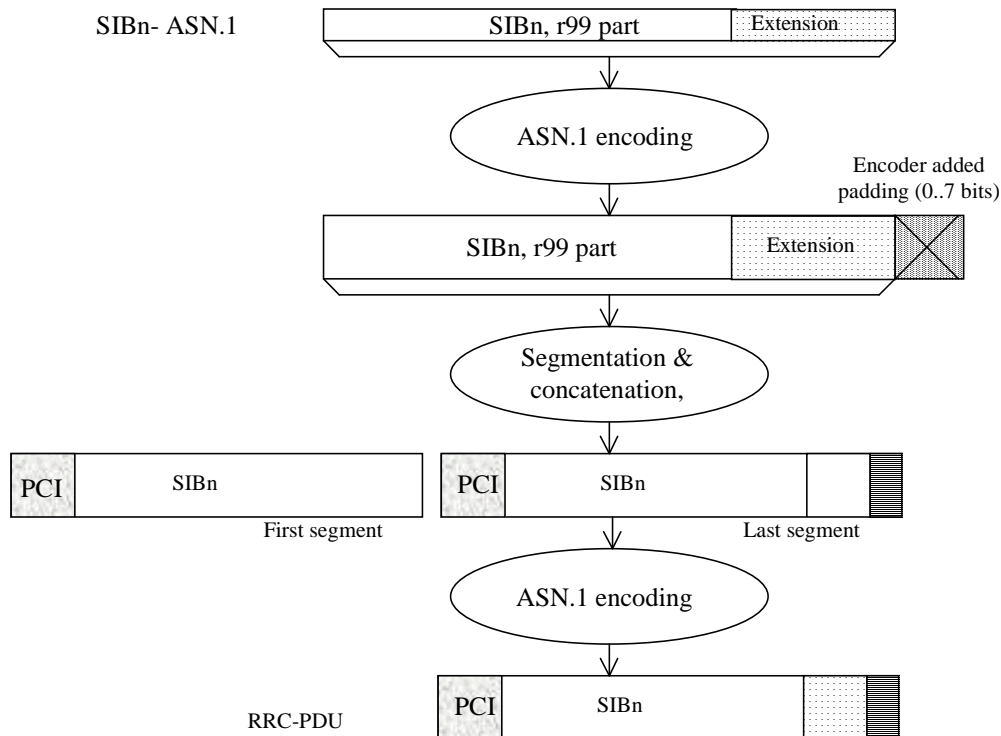 SIBn- ASN.1
SIBn, r99 part
Extension
ASN.1 encoding
Encoder added
padding (0..7 bits)
SIBn, r99 part
Extension
Segmentation &
concatenation,
PCI
SIBn
PCI
SIBn
First segment
Last segment
ASN.1 encoding
RRC-PDU
PCI
SIBn